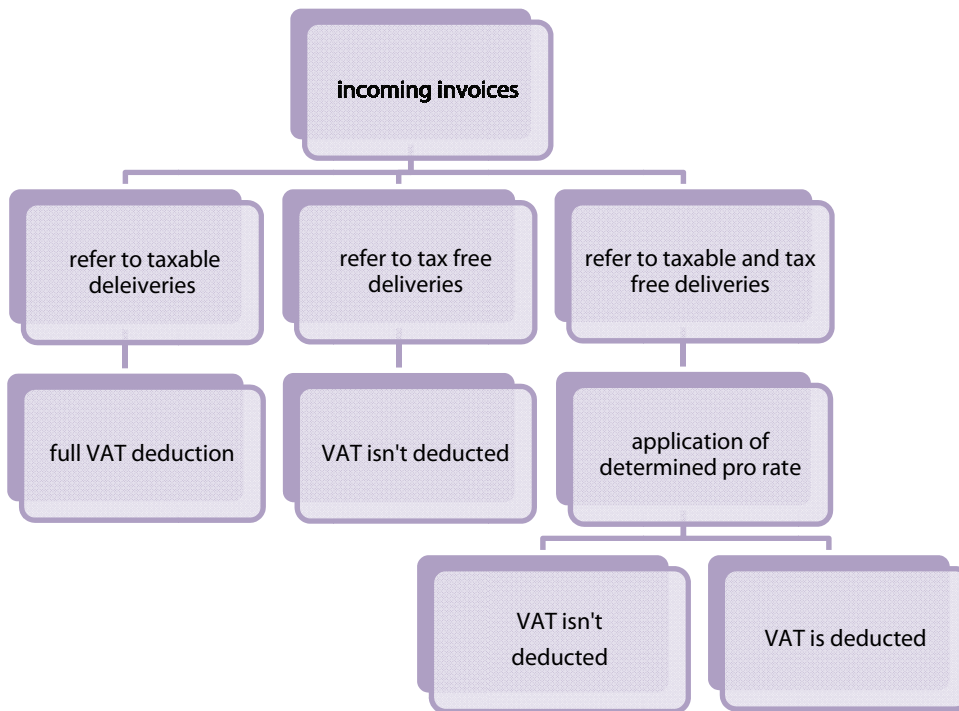 incoming invoices
refer to taxable
deleiveries
refer to tax free
deliveries
refer to taxable and tax
free deliveries
full VAT deduction
VAT isn't deducted
application of
determined pro rate
VAT isn't
deducted
VAT is deducted